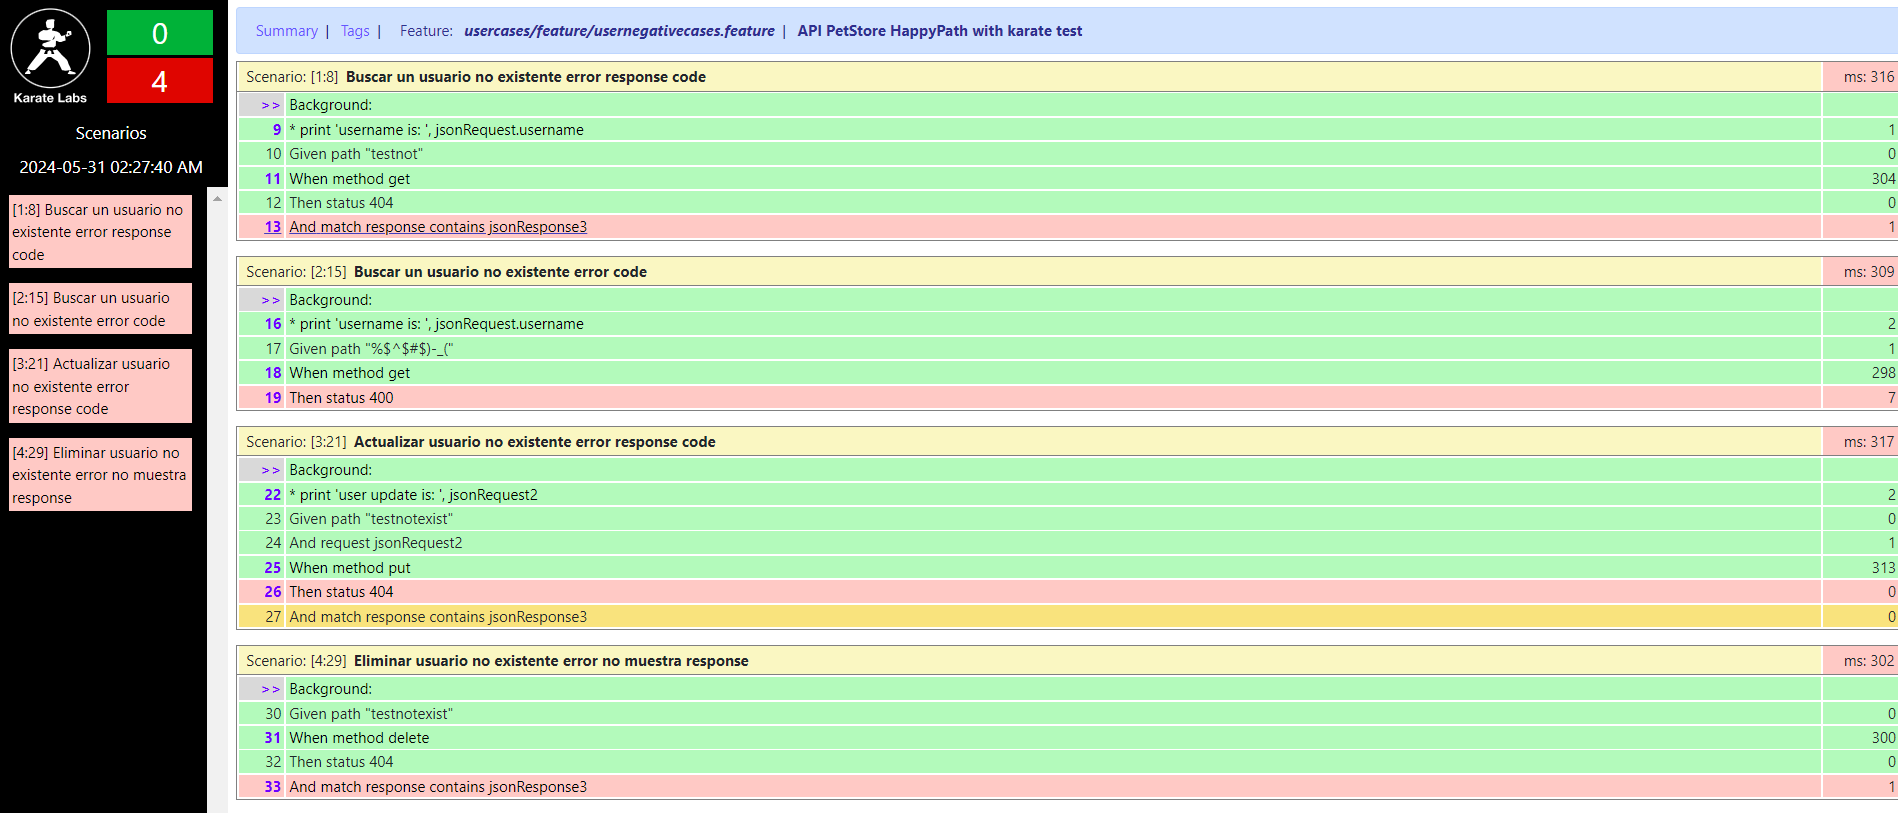 Karate Labs
0
4
Scenarios
2024-05-31 02:27:40 AM
[1:8] Buscar un usuario no
existente error response
code
[2:15] Buscar un usuario
no existente error code
[3:21] Actualizar usuario
no existente error
response code
[4:29] Eliminar usuario no
existente error no muestra
response
Summary | Tags | Feature: usercases/feature/usernegativecases.feature | API PetStore HappyPath with karate test
Scenario: [1:8] Buscar un usuario no existente error response code ms: 316
>> Background:
9 * print 'username is: ', jsonRequest.username 1
10 Given path "testnot" 0
11 When method get 304
12 Then status 404 0
13 And match response contains jsonResponse3 1
Scenario: [2:15] Buscar un usuario no existente error code ms: 309
>> Background:
16 * print 'username is: ', jsonRequest.username 2
17 Given path "%$^$#$)-_(" 1
18 When method get 298
19 Then status 400 7
Scenario: [3:21] Actualizar usuario no existente error response code ms: 317
>> Background:
22 * print 'user update is: ', jsonRequest2 2
23 Given path "testnotexist" 0
24 And request jsonRequest2 1
25 When method put 313
26 Then status 404 0
27 And match response contains jsonResponse3 0
Scenario: [4:29] Eliminar usuario no existente error no muestra response ms: 302
>> Background:
30 Given path "testnotexist" 0
31 When method delete 300
32 Then status 404 0
33 And match response contains jsonResponse3 1